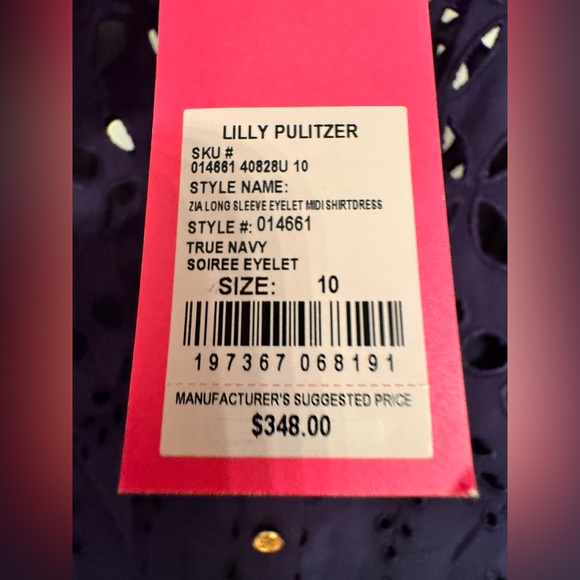 LILLY PULITZER
SKU #
014661 40828U 10
STYLE NAME:
ZIA LONG SLEEVE EYELET MIDI SHIRTDRESS
STYLE #: 014661
TRUE NAVY
SOIREE EYELET
SIZE: 10
197367 068191
MANUFACTURER'S SUGGESTED PRICE
$348.00